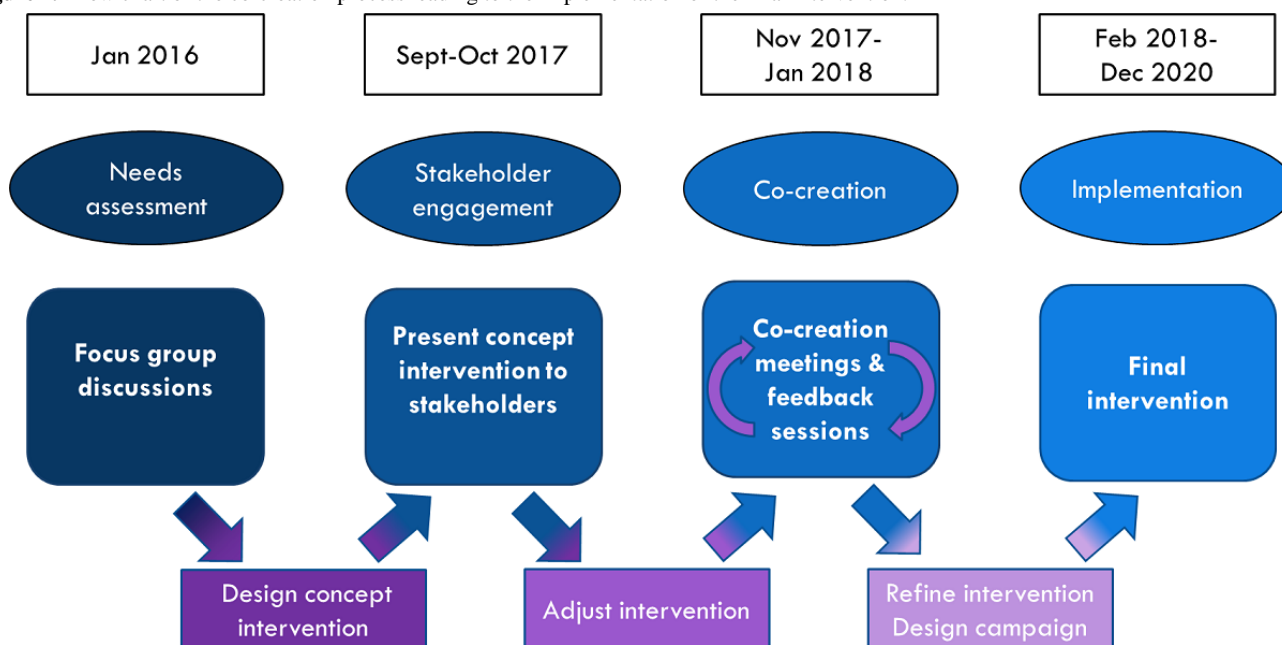 Jan 2016
Sept-Oct 2017
Nov 2017-
Jan 2018
Feb 2018-
Dec 2020
Needs
assessment
Stakeholder
engagement
Co-creation
Implementation
Focus group
discussions
Present concept
intervention to
stakeholders
Co-creation
meetings &
feedback
sessions
Final
intervention
Design concept
intervention
Adjust intervention
Refine intervention
Design campaign